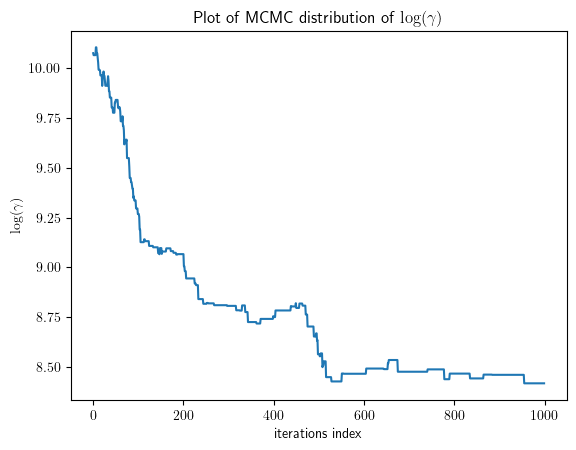 Plot of MCMC distribution of log(γ)
10.00
9.75
9.50
9.25
9.00
8.75
8.50
log(γ)
0 200 400 600 800 1000
iterations index